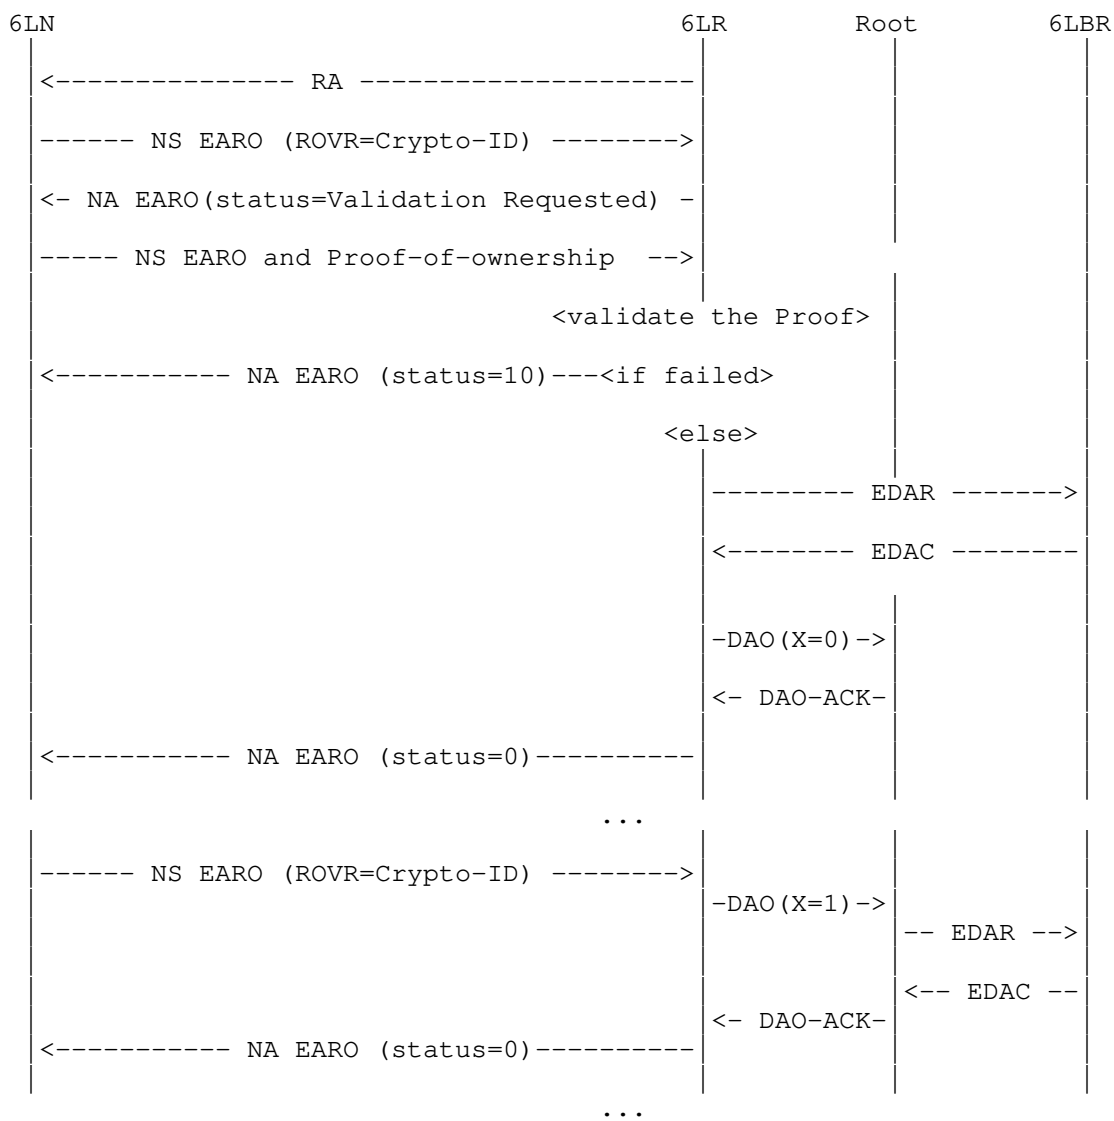 6LN 6LR Root 6LBR
<--------------- RA ---------------------
------ NS EARO (ROVR=Crypto-ID) -------->
<- NA EARO(status=Validation Requested) -
----- NS EARO and Proof-of-ownership -->
<validate the Proof>
<----------- NA EARO (status=10)---<if failed>
<else>
--------- EDAR ------->
<-------- EDAC --------
-DAO(X=0)->
<- DAO-ACK-
<----------- NA EARO (status=0)----------
...
------ NS EARO (ROVR=Crypto-ID) -------->
-DAO(X=1)->
-- EDAR -->
<-- EDAC --
<- DAO-ACK-
<----------- NA EARO (status=0)----------
...